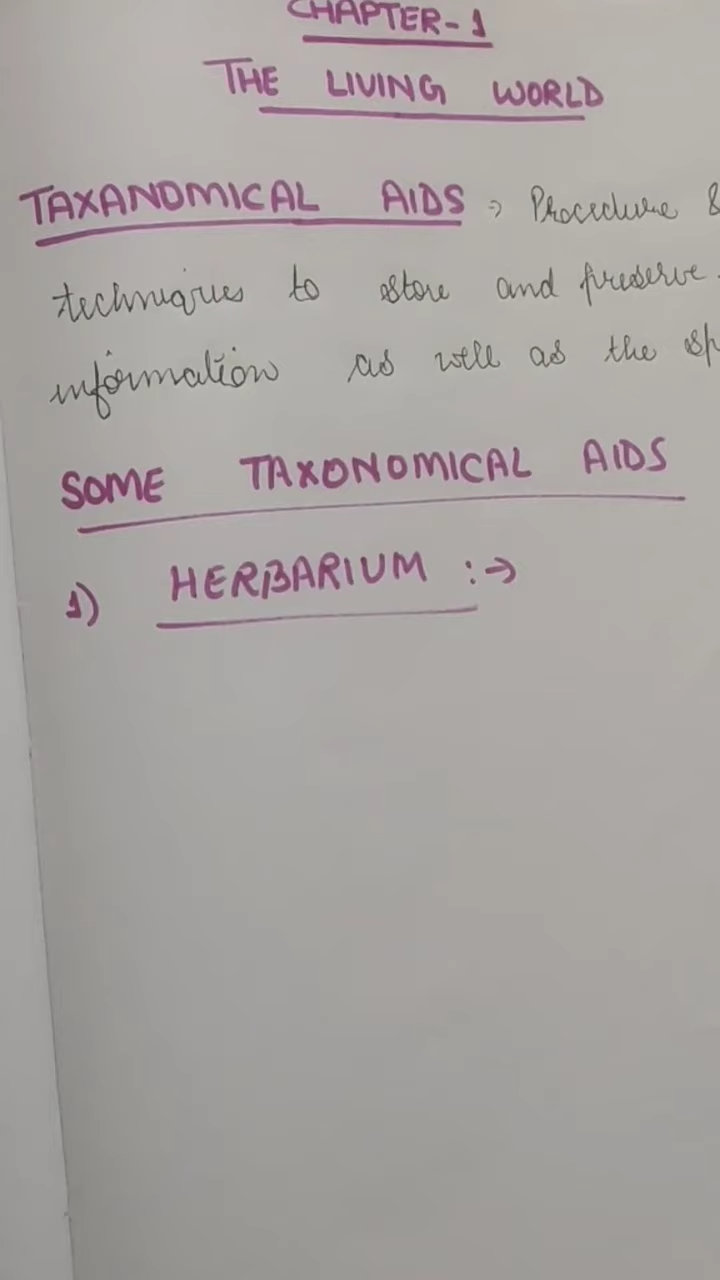 CHAPTER-1
THE LIVING WORLD
TAXANOMICAL AIDS → Procedure &
techniques to store and preserve
information as well as the
SOME TAXONOMICAL AIDS
1) HERBARIUM :→